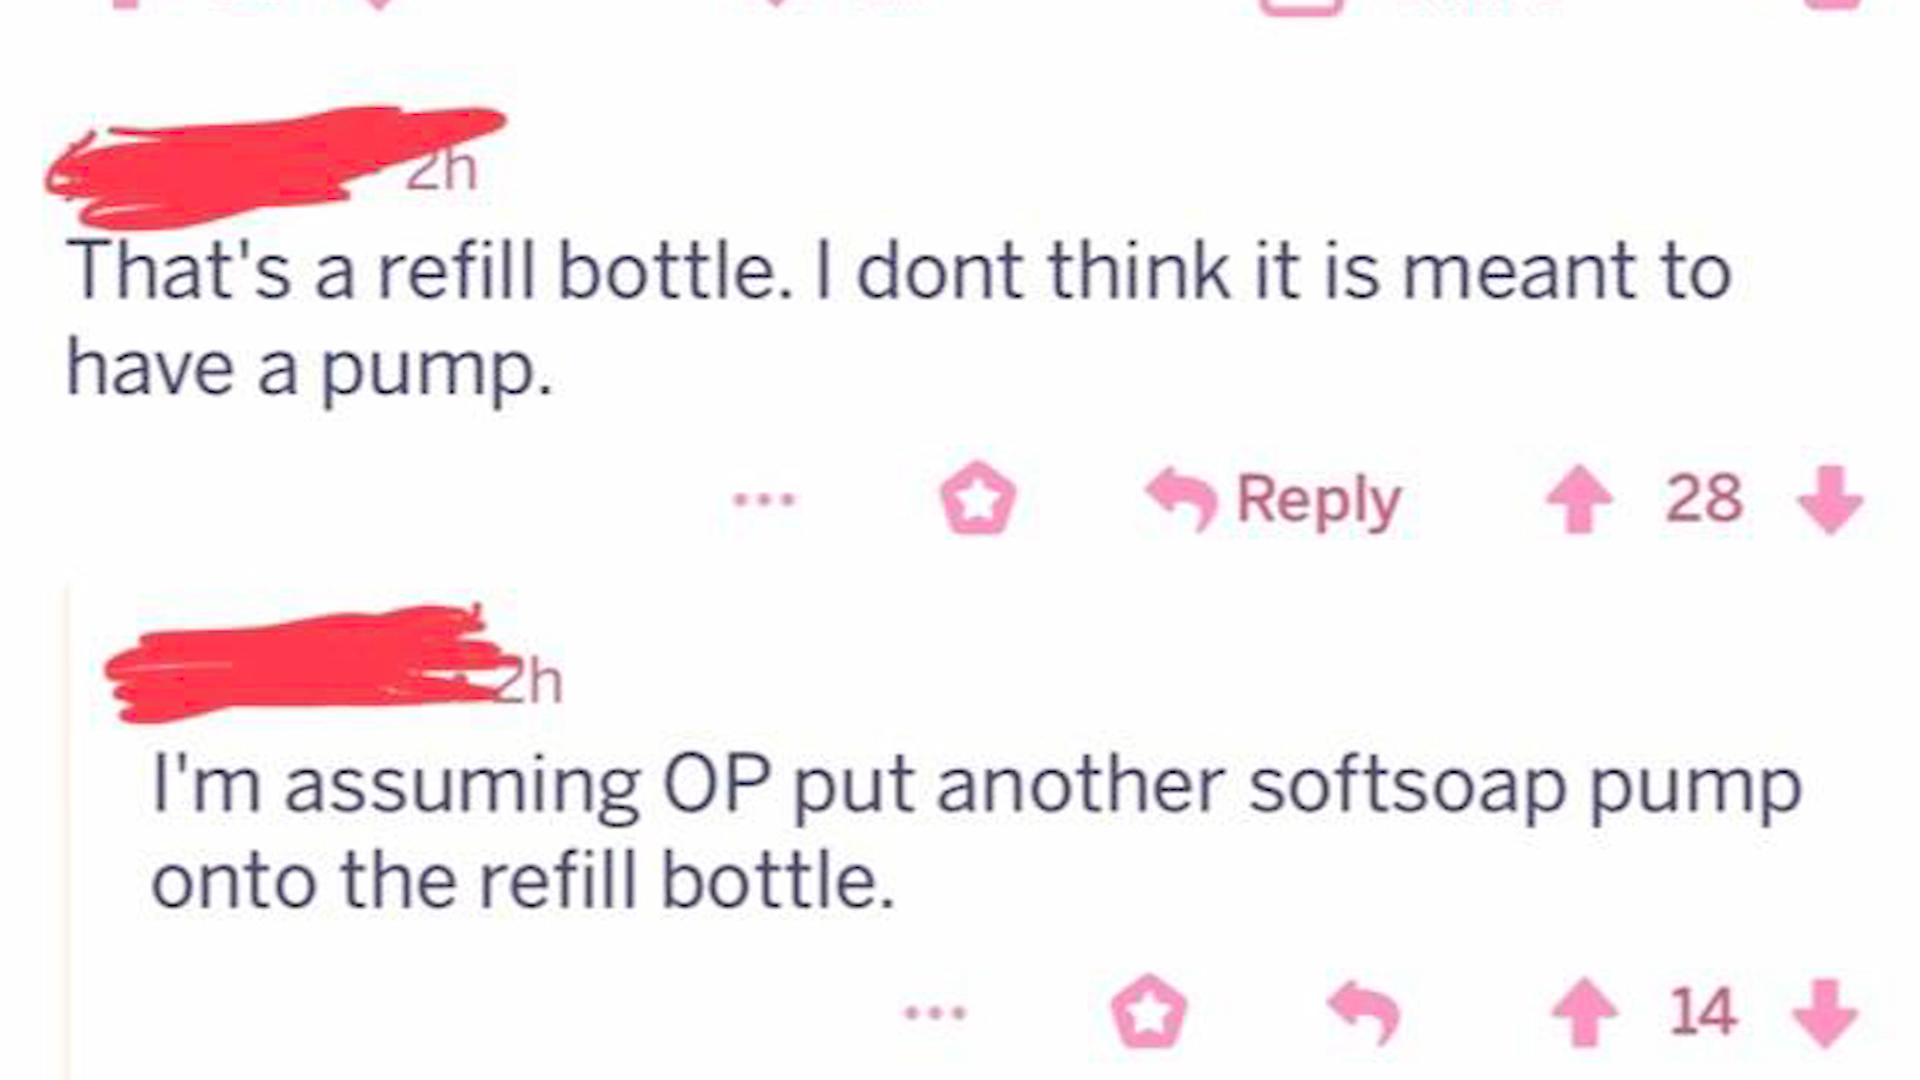 2h
That's a refill bottle. I dont think it is meant to
have a pump.
Reply 28
2h
I'm assuming OP put another softsoap pump
onto the refill bottle.
14